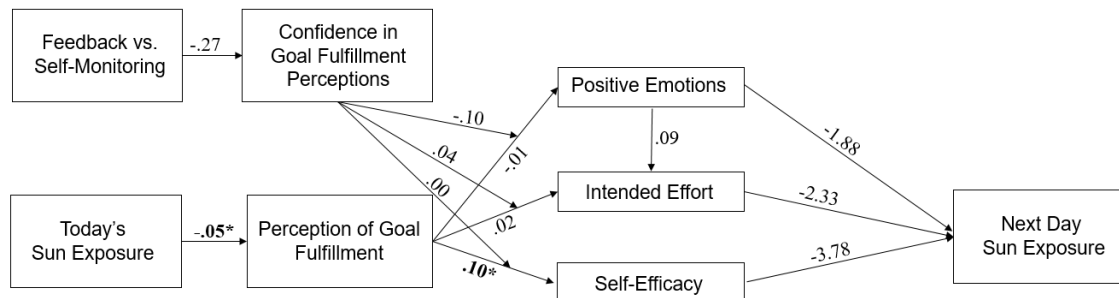 Feedback vs.
Self-Monitoring
-.27
Confidence in
Goal Fulfillment
Perceptions
Positive Emotions
-.10
-.01
.04
.09
-1.88
.00
Intended Effort
-2.33
.02
Today's
Sun Exposure
-.05*
Perception of Goal
Fulfillment
Next Day
Sun Exposure
.10*
-3.78
Self-Efficacy